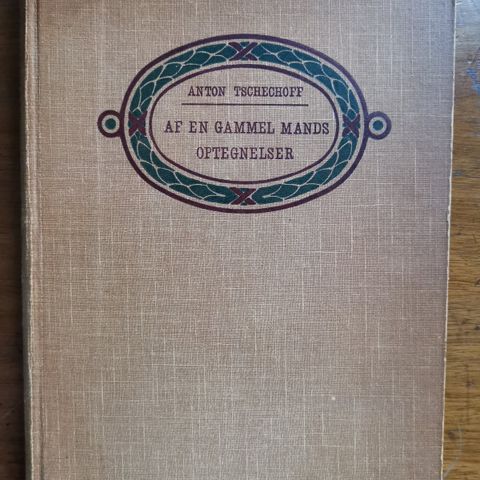 ANTON TSCHECHOFF
AF EN GAMMEL MANDS
OPTEGNELSER